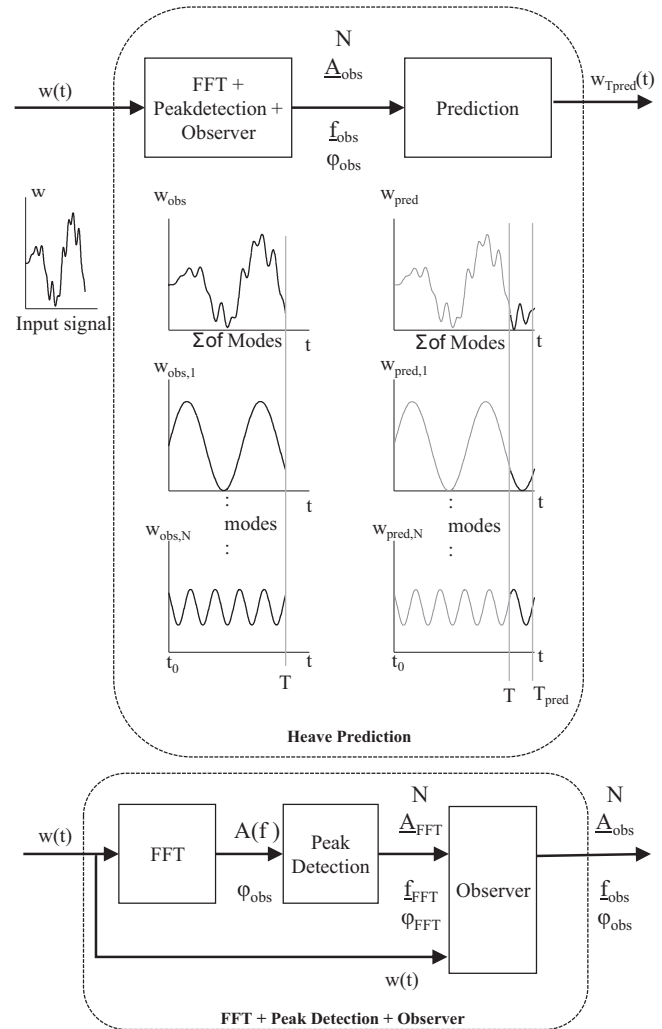 N
A_obs
w(t)
FFT +
Peakdetection +
Observer
Prediction
w_Tpred(t)
f_obs
φ_obs
w
Input signal
w_obs
w_pred
Σof Modes
t
Σof Modes
t
w_obs,1
w_pred,1
t
t
⋮ modes
⋮ modes
w_obs,N
w_pred,N
t_0
t
t_0
t
T
T
T_pred
Heave Prediction
N
A_FFT
N
A_obs
w(t)
FFT
A(f)
φ_obs
Peak
Detection
f_FFT
φ_FFT
Observer
f_obs
φ_obs
w(t)
FFT + Peak Detection + Observer